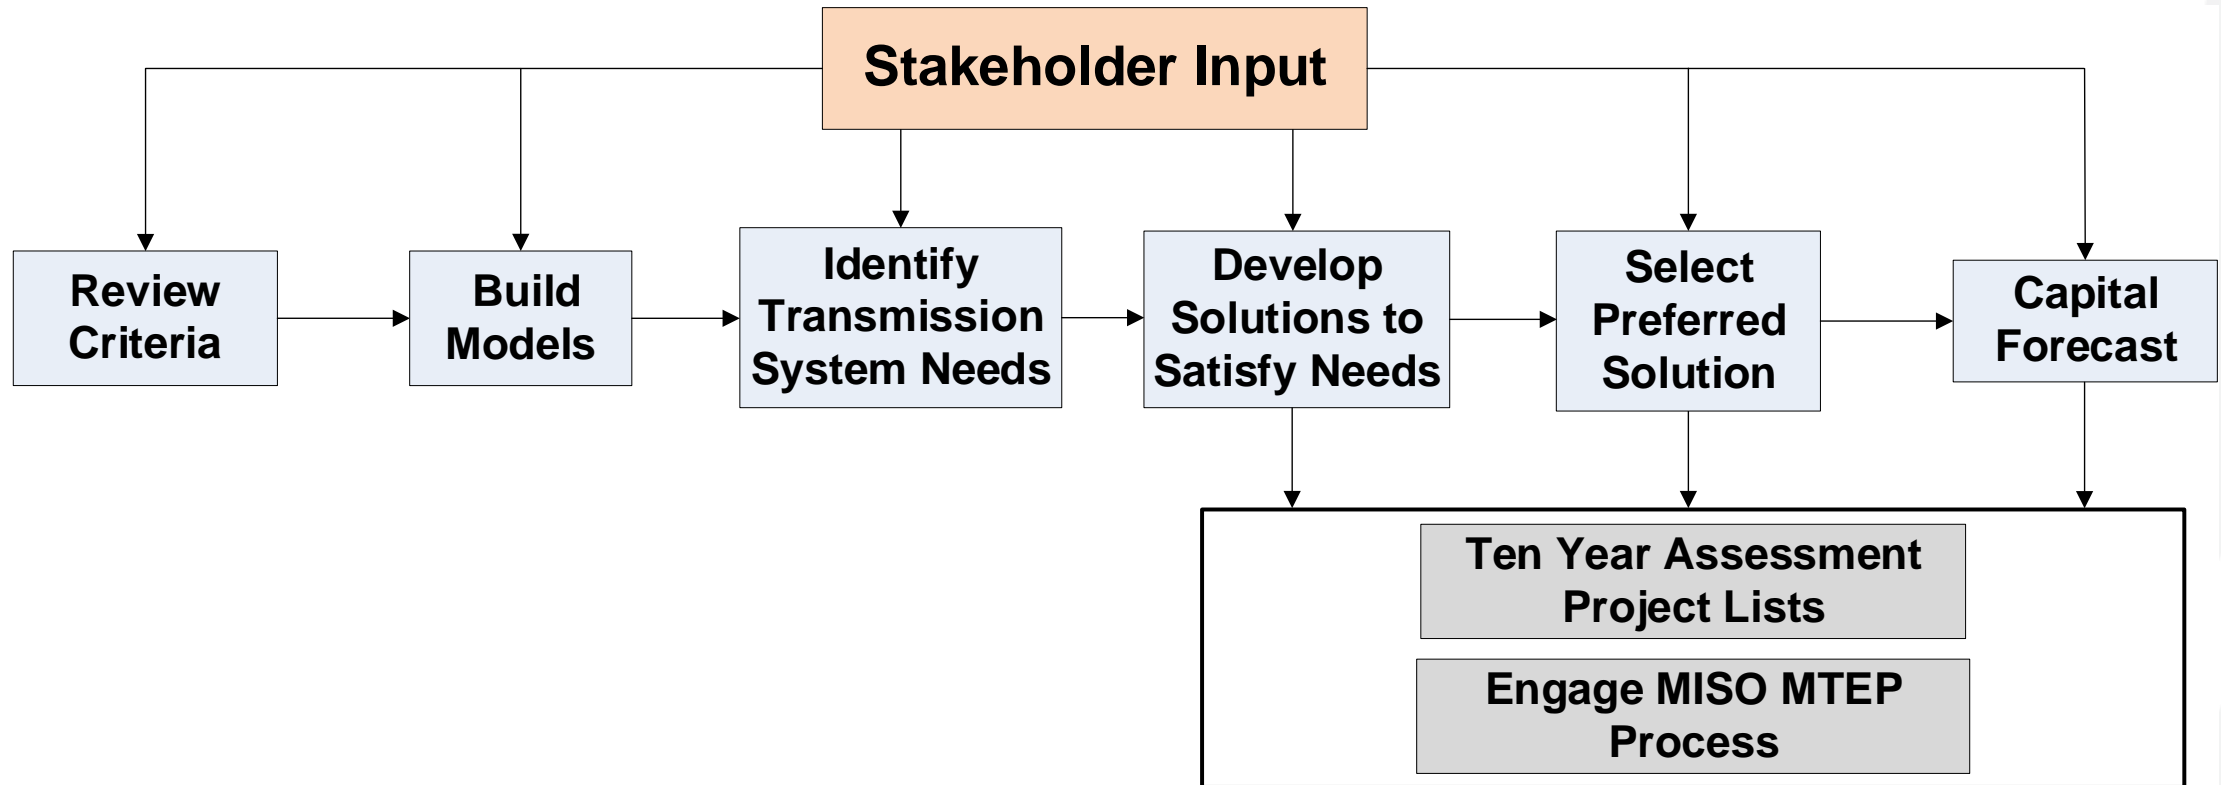 Stakeholder Input
Review
Criteria
Build
Models
Identify
Transmission
System Needs
Develop
Solutions to
Satisfy Needs
Select
Preferred
Solution
Capital
Forecast
Ten Year Assessment
Project Lists
Engage MISO MTEP
Process